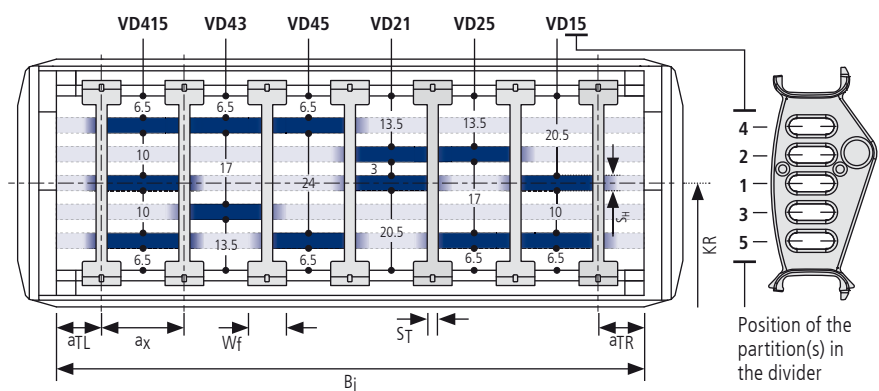 VD415 VD43 VD45 VD21 VD25 VD15
6.5 6.5 6.5 13.5 13.5 20.5
10 17 24 3 17
10 13.5 20.5 10
6.5 6.5 6.5 6.5
SH
KR
4
2
1
3
5
aTL ax Wf ST aTR
Bi
Position of the
partition(s) in
the divider